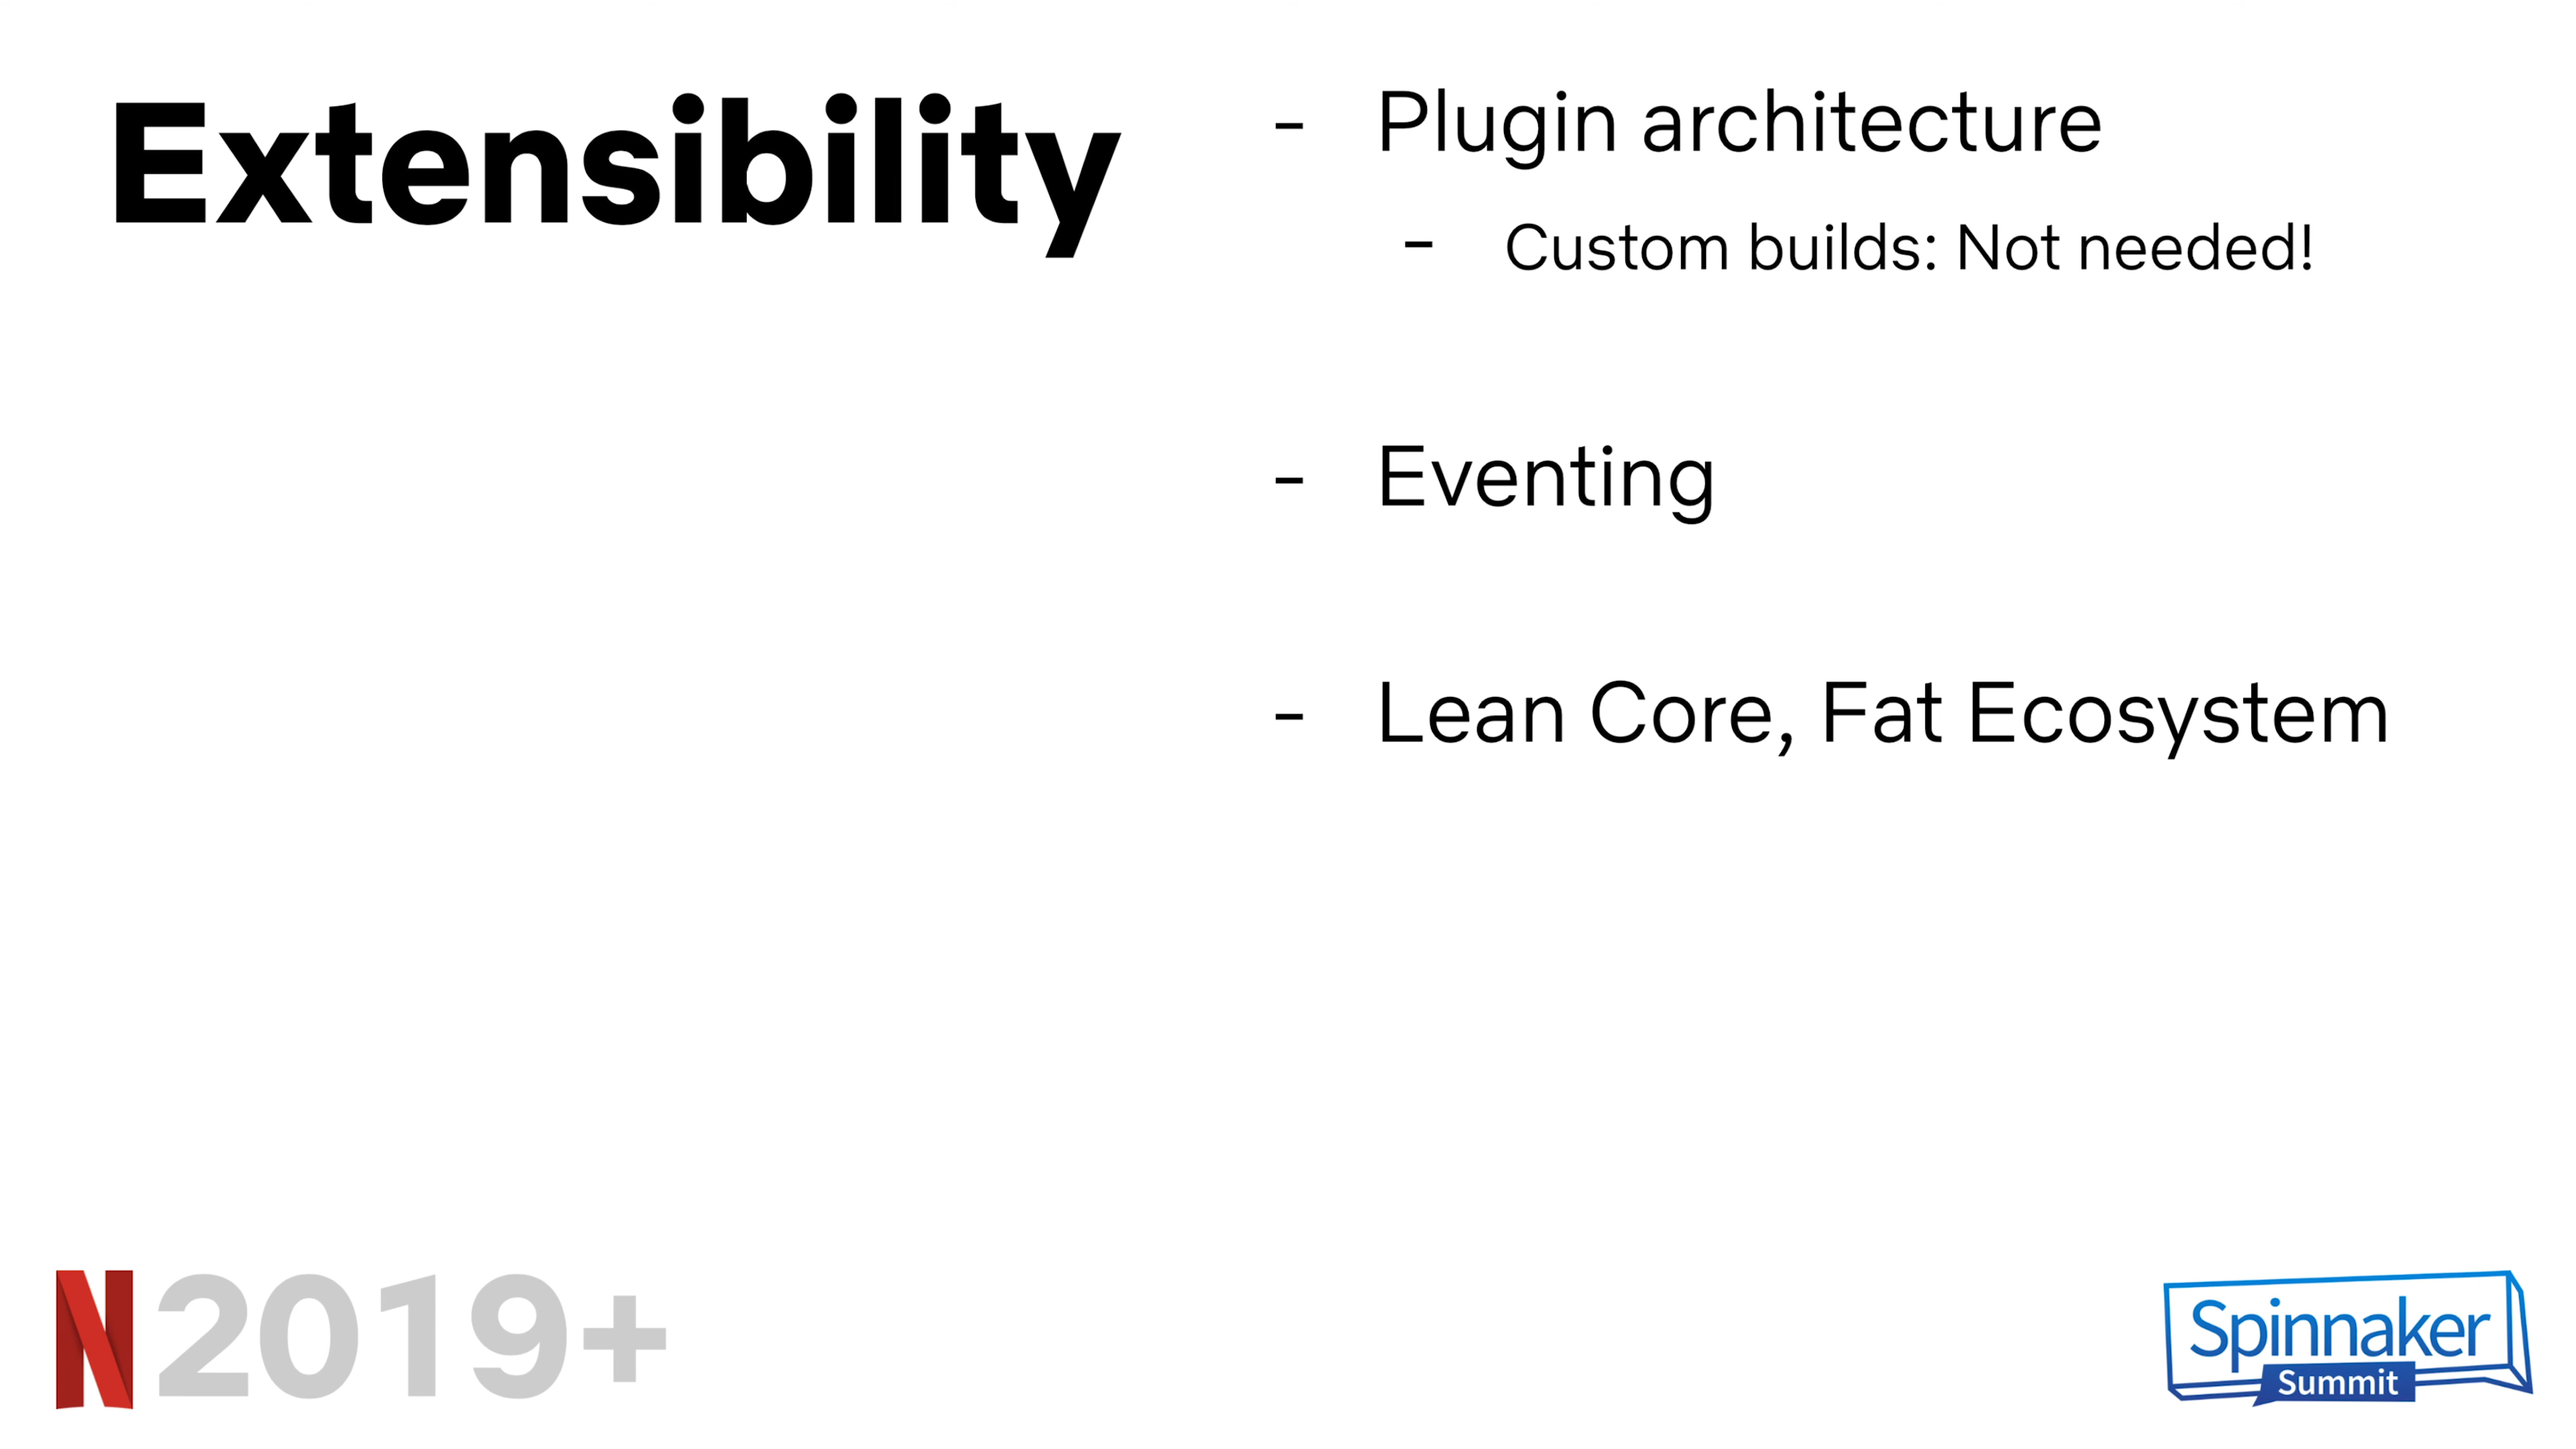 Extensibility
- Plugin architecture
- Custom builds: Not needed!
- Eventing
- Lean Core, Fat Ecosystem
N 2019+
Spinnaker
Summit